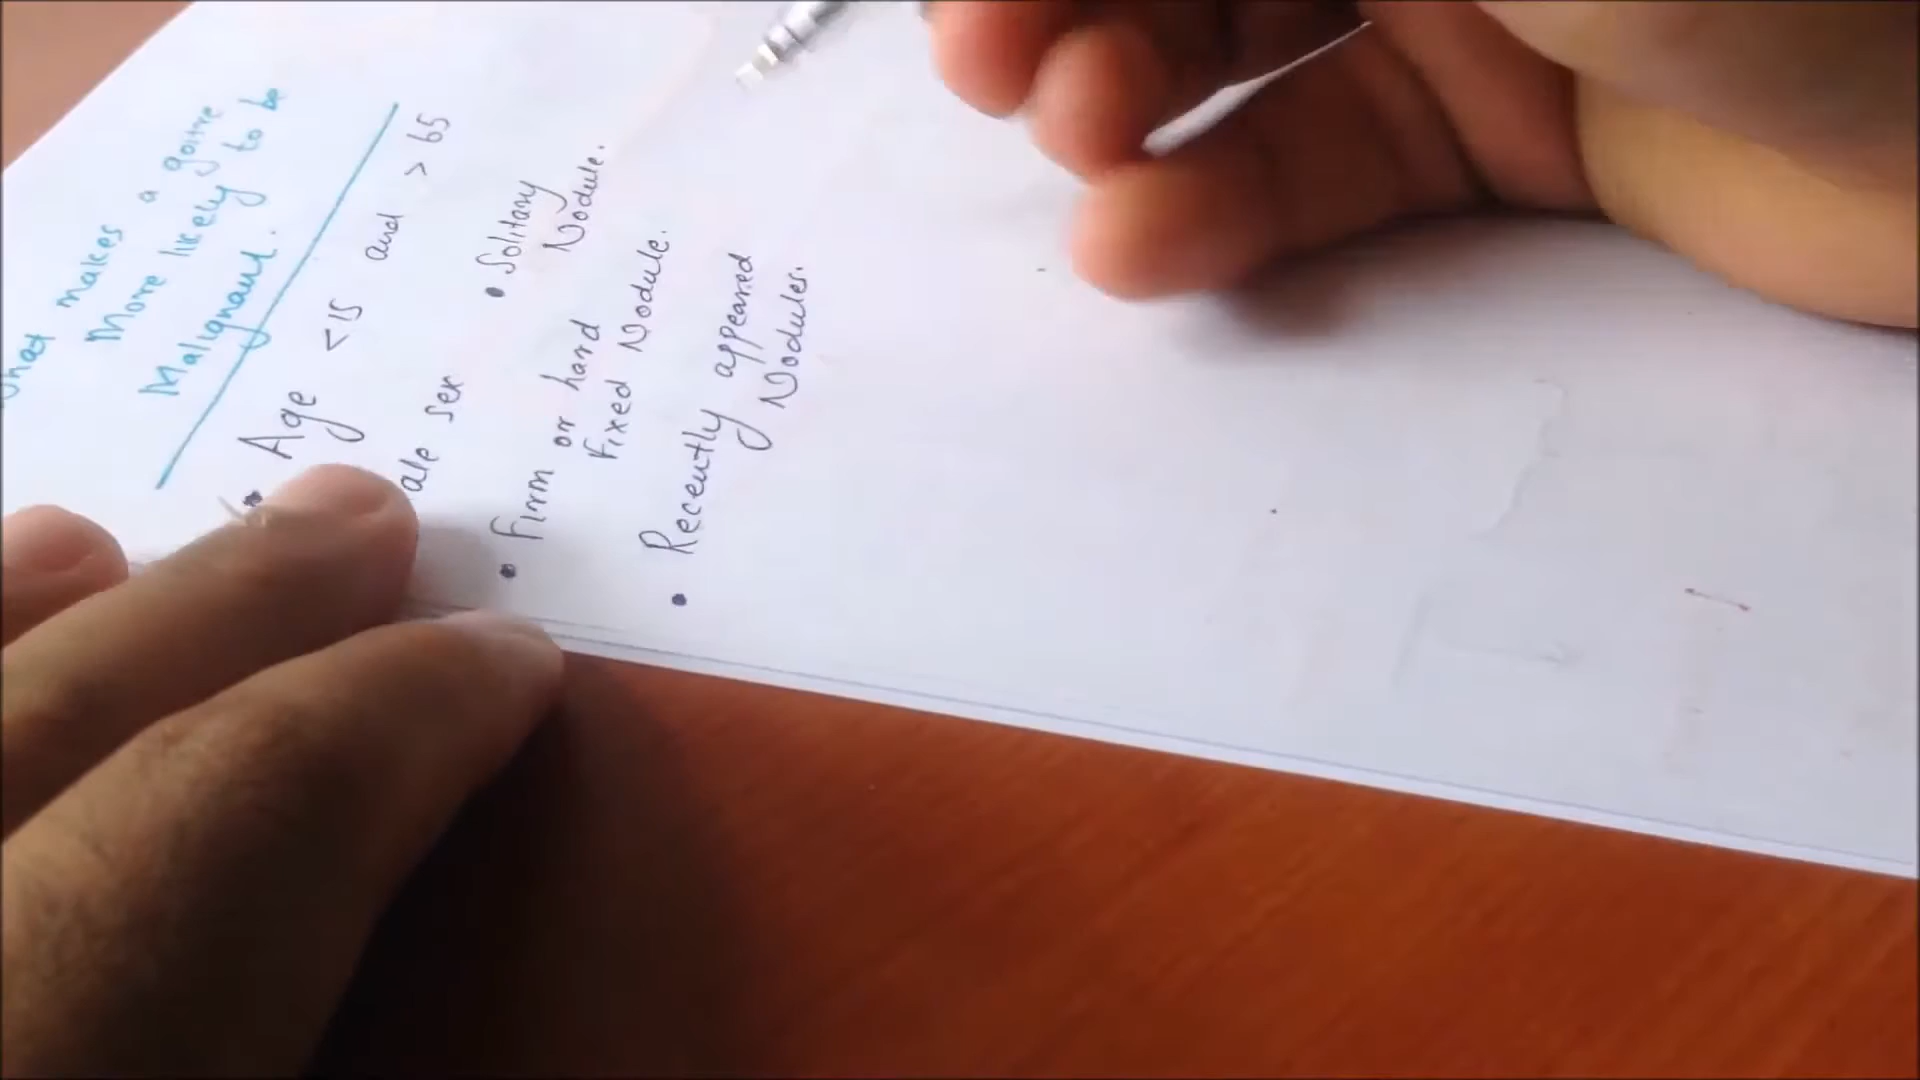 what makes a goitre
More likely to be
Malignant.
• Age <15 and > 65
ale sex
• Solitary
Nodule.
• Firm or hard
Fixed Nodule.
• Recently appeared
Nodules.